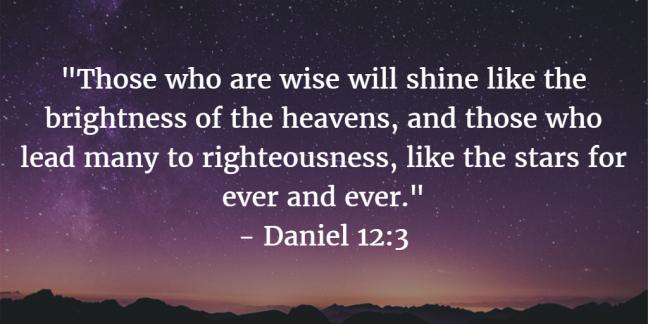 "Those who are wise will shine like the
brightness of the heavens, and those who
lead many to righteousness, like the stars for
ever and ever."
- Daniel 12:3